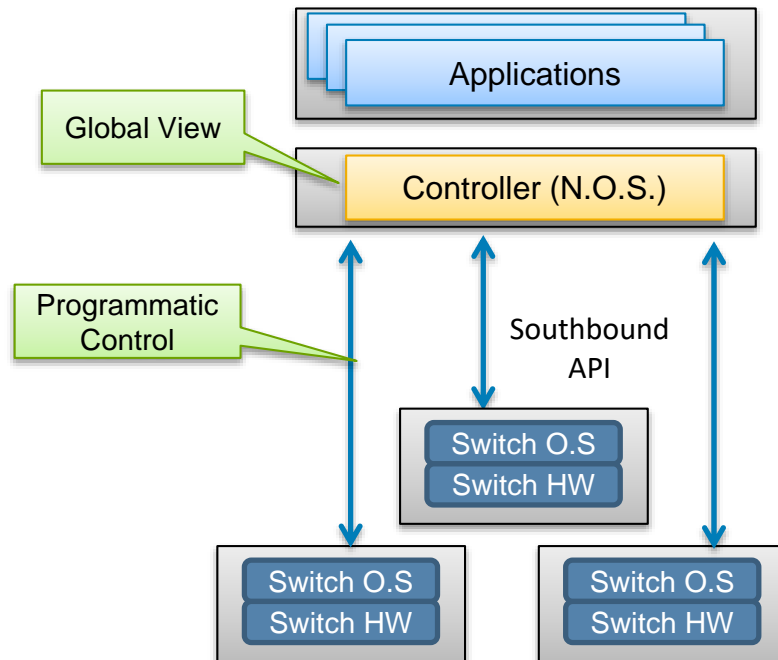 Applications
Global View
Controller (N.O.S.)
Programmatic
Control
Southbound
API
Switch O.S
Switch HW
Switch O.S
Switch HW
Switch O.S
Switch HW